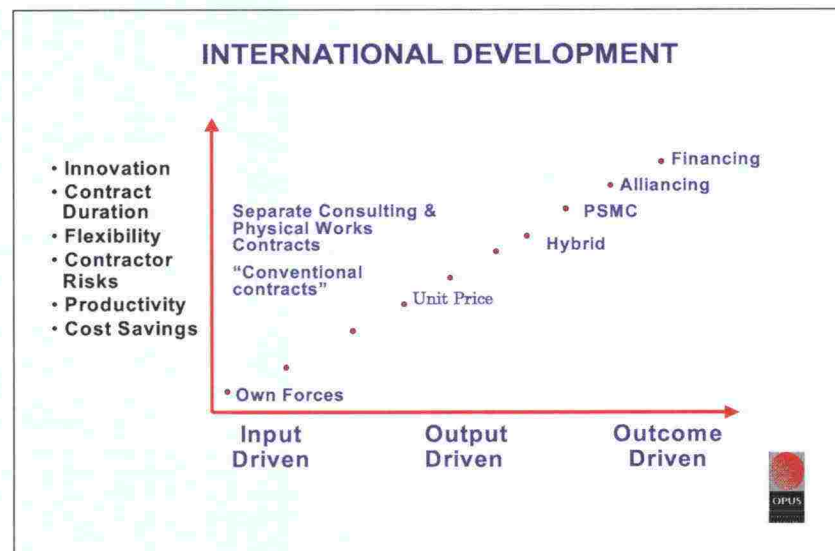 INTERNATIONAL DEVELOPMENT
• Innovation
• Contract
Duration
• Flexibility
• Contractor
Risks
• Productivity
• Cost Savings
Separate Consulting &
Physical Works
Contracts
“Conventional
contracts”
Financing
Alliancing
PSMC
Hybrid
Unit Price
Own Forces
Input
Driven
Output
Driven
Outcome
Driven
OPUS